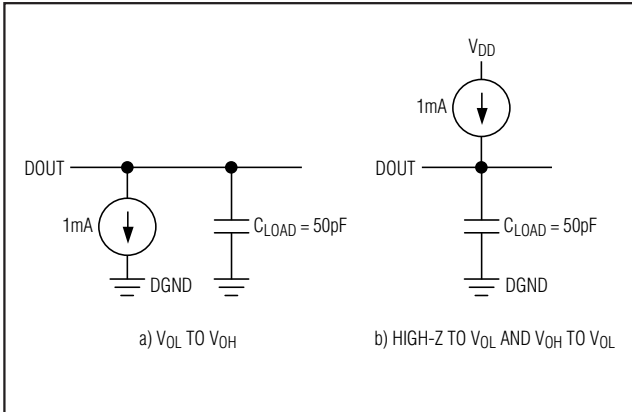 V_DD
1mA
DOUT
1mA
C_LOAD = 50pF
DGND
a) V_OL TO V_OH
DOUT
C_LOAD = 50pF
DGND
b) HIGH-Z TO V_OL AND V_OH TO V_OL